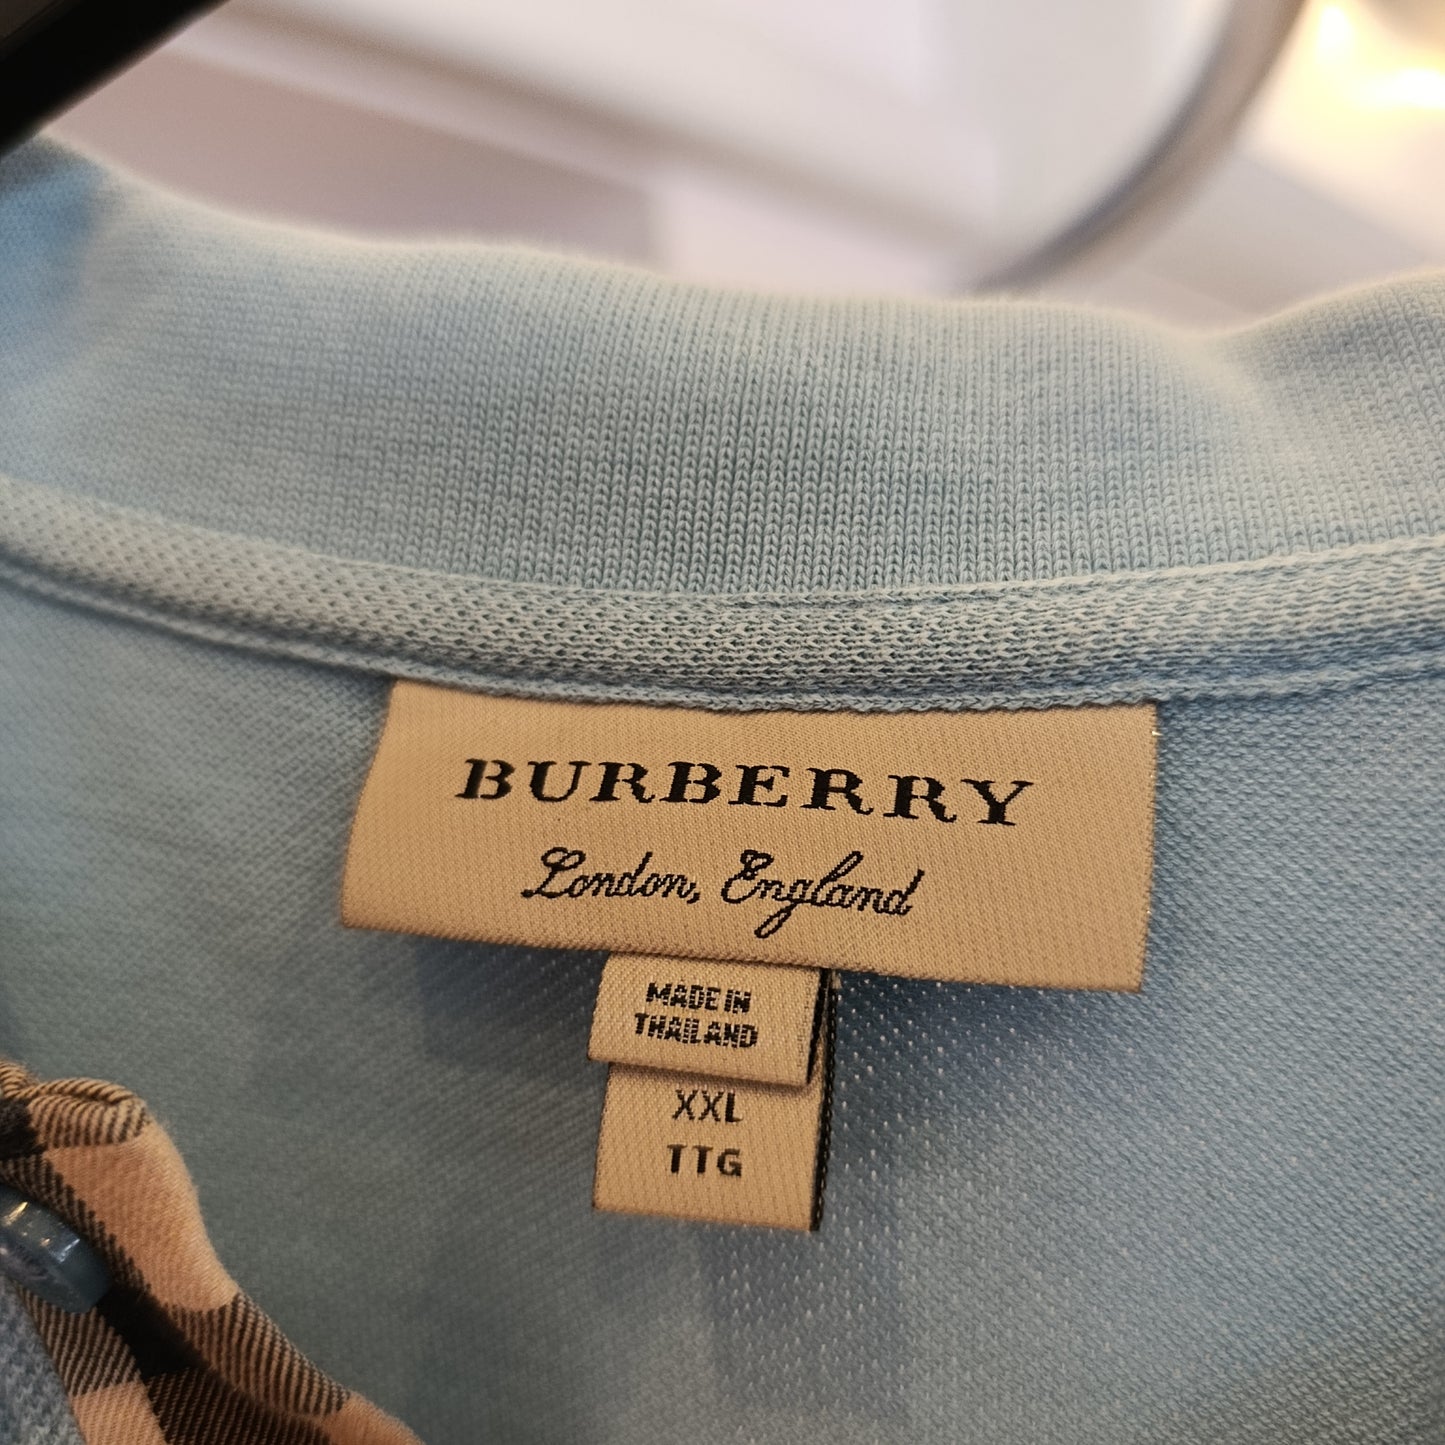 BURBERRY
London, England
MADE IN
THAILAND
XXL
TTG